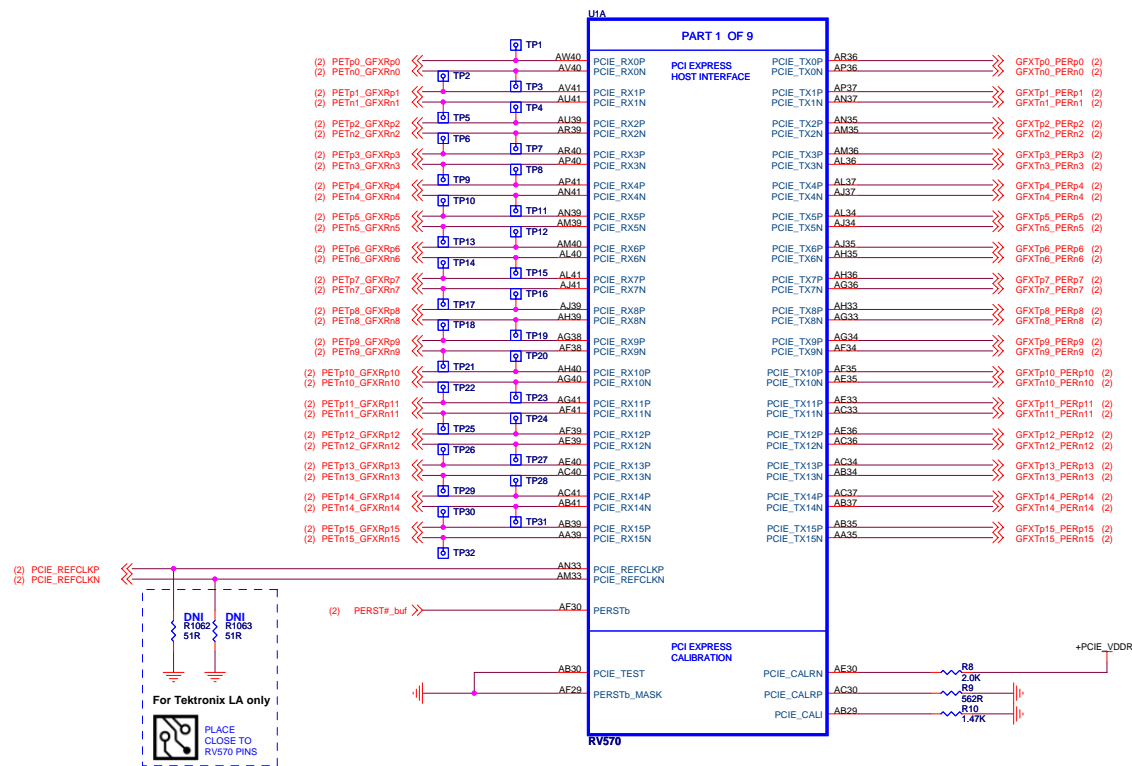 U1A
PART 1 OF 9
PCI EXPRESS
HOST INTERFACE
TP1
(2) PETp0_GFXRp0 AW40 PCIE_RX0P PCIE_TX0P AR36 GFXTp0_PERp0 (2)
(2) PETn0_GFXRn0 AV40 PCIE_RX0N PCIE_TX0N AP36 GFXTn0_PERn0 (2)
TP2
TP3
(2) PETp1_GFXRp1 AV41 PCIE_RX1P PCIE_TX1P AP37 GFXTp1_PERp1 (2)
(2) PETn1_GFXRn1 AU41 PCIE_RX1N PCIE_TX1N AN37 GFXTn1_PERn1 (2)
TP4
TP5
(2) PETp2_GFXRp2 AU39 PCIE_RX2P PCIE_TX2P AN35 GFXTp2_PERp2 (2)
(2) PETn2_GFXRn2 AR39 PCIE_RX2N PCIE_TX2N AM35 GFXTn2_PERn2 (2)
TP6
TP7
(2) PETp3_GFXRp3 AR40 PCIE_RX3P PCIE_TX3P AM36 GFXTp3_PERp3 (2)
(2) PETn3_GFXRn3 AP40 PCIE_RX3N PCIE_TX3N AL36 GFXTn3_PERn3 (2)
TP8
TP9
(2) PETp4_GFXRp4 AP41 PCIE_RX4P PCIE_TX4P AL37 GFXTp4_PERp4 (2)
(2) PETn4_GFXRn4 AN41 PCIE_RX4N PCIE_TX4N AJ37 GFXTn4_PERn4 (2)
TP10
TP11
(2) PETp5_GFXRp5 AN39 PCIE_RX5P PCIE_TX5P AL34 GFXTp5_PERp5 (2)
(2) PETn5_GFXRn5 AM39 PCIE_RX5N PCIE_TX5N AJ34 GFXTn5_PERn5 (2)
TP12
TP13
(2) PETp6_GFXRp6 AM40 PCIE_RX6P PCIE_TX6P AJ35 GFXTp6_PERp6 (2)
(2) PETn6_GFXRn6 AL40 PCIE_RX6N PCIE_TX6N AH35 GFXTn6_PERn6 (2)
TP14
TP15
(2) PETp7_GFXRp7 AL41 PCIE_RX7P PCIE_TX7P AH36 GFXTp7_PERp7 (2)
(2) PETn7_GFXRn7 AJ41 PCIE_RX7N PCIE_TX7N AG36 GFXTn7_PERn7 (2)
TP16
TP17
(2) PETp8_GFXRp8 AJ39 PCIE_RX8P PCIE_TX8P AH33 GFXTp8_PERp8 (2)
(2) PETn8_GFXRn8 AH39 PCIE_RX8N PCIE_TX8N AG33 GFXTn8_PERn8 (2)
TP18
TP19
(2) PETp9_GFXRp9 AG38 PCIE_RX9P PCIE_TX9P AG34 GFXTp9_PERp9 (2)
(2) PETn9_GFXRn9 AF38 PCIE_RX9N PCIE_TX9N AF34 GFXTn9_PERn9 (2)
TP20
TP21
(2) PETp10_GFXRp10 AH40 PCIE_RX10P PCIE_TX10P AF35 GFXTp10_PERp10 (2)
(2) PETn10_GFXRn10 AG40 PCIE_RX10N PCIE_TX10N AE35 GFXTn10_PERn10 (2)
TP22
TP23
(2) PETp11_GFXRp11 AG41 PCIE_RX11P PCIE_TX11P AE33 GFXTp11_PERp11 (2)
(2) PETn11_GFXRn11 AF41 PCIE_RX11N PCIE_TX11N AC33 GFXTn11_PERn11 (2)
TP24
TP25
(2) PETp12_GFXRp12 AF39 PCIE_RX12P PCIE_TX12P AE36 GFXTp12_PERp12 (2)
(2) PETn12_GFXRn12 AE39 PCIE_RX12N PCIE_TX12N AC36 GFXTn12_PERn12 (2)
TP26
TP27
(2) PETp13_GFXRp13 AE40 PCIE_RX13P PCIE_TX13P AC34 GFXTp13_PERp13 (2)
(2) PETn13_GFXRn13 AC40 PCIE_RX13N PCIE_TX13N AB34 GFXTn13_PERn13 (2)
TP28
TP29
(2) PETp14_GFXRp14 AC41 PCIE_RX14P PCIE_TX14P AC37 GFXTp14_PERp14 (2)
(2) PETn14_GFXRn14 AB41 PCIE_RX14N PCIE_TX14N AB37 GFXTn14_PERn14 (2)
TP30
TP31
(2) PETp15_GFXRp15 AB39 PCIE_RX15P PCIE_TX15P AB35 GFXTp15_PERp15 (2)
(2) PETn15_GFXRn15 AA39 PCIE_RX15N PCIE_TX15N AA35 GFXTn15_PERn15 (2)
TP32
(2) PCIE_REFCLKP AN33 PCIE_REFCLKP
(2) PCIE_REFCLKN AM33 PCIE_REFCLKN
(2) PERST#_buf AF30 PERSTb
DNI DNI
R1062 R1063
51R 51R
For Tektronix LA only
PLACE
CLOSE TO
RV570 PINS
PCI EXPRESS
CALIBRATION
+PCIE_VDDR
AB30 PCIE_TEST PCIE_CALRN AE30 R8
2.0K
AF29 PERSTb_MASK PCIE_CALRP AC30 R9
562R
PCIE_CALI AB29 R10
1.47K
RV570